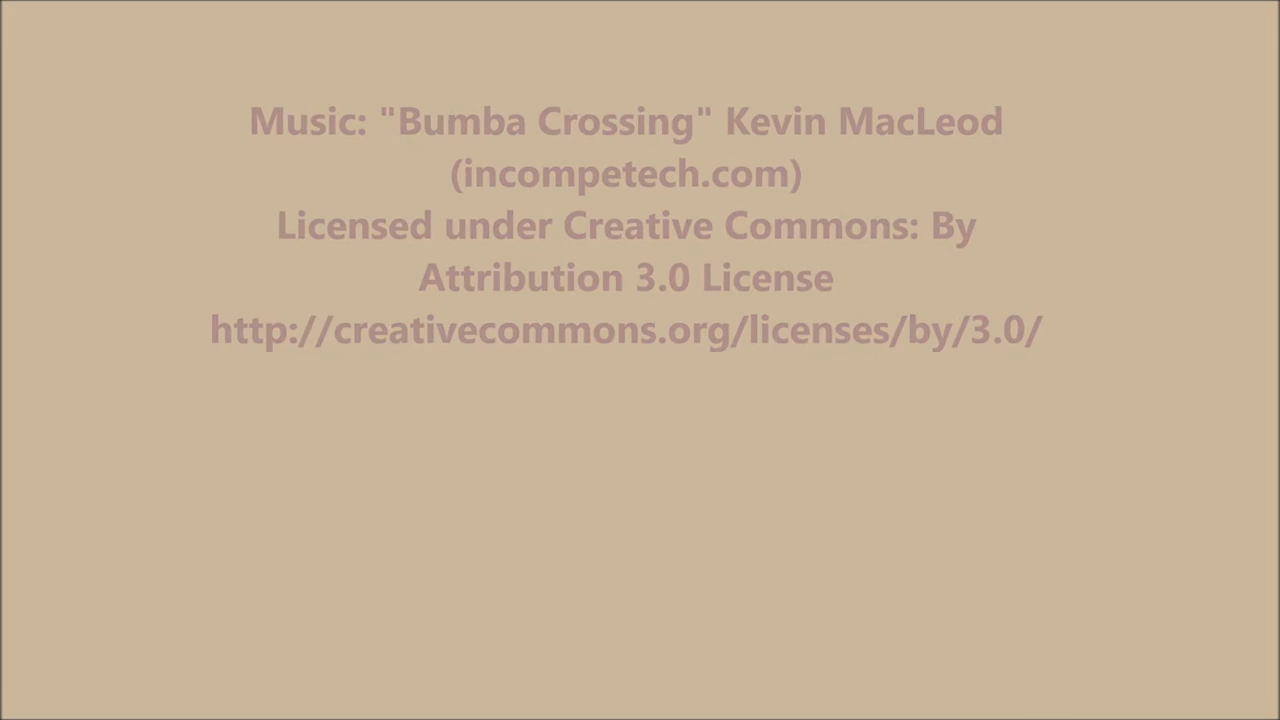 Music: "Bumba Crossing" Kevin MacLeod
(incompetech.com)
Licensed under Creative Commons: By
Attribution 3.0 License
http://creativecommons.org/licenses/by/3.0/